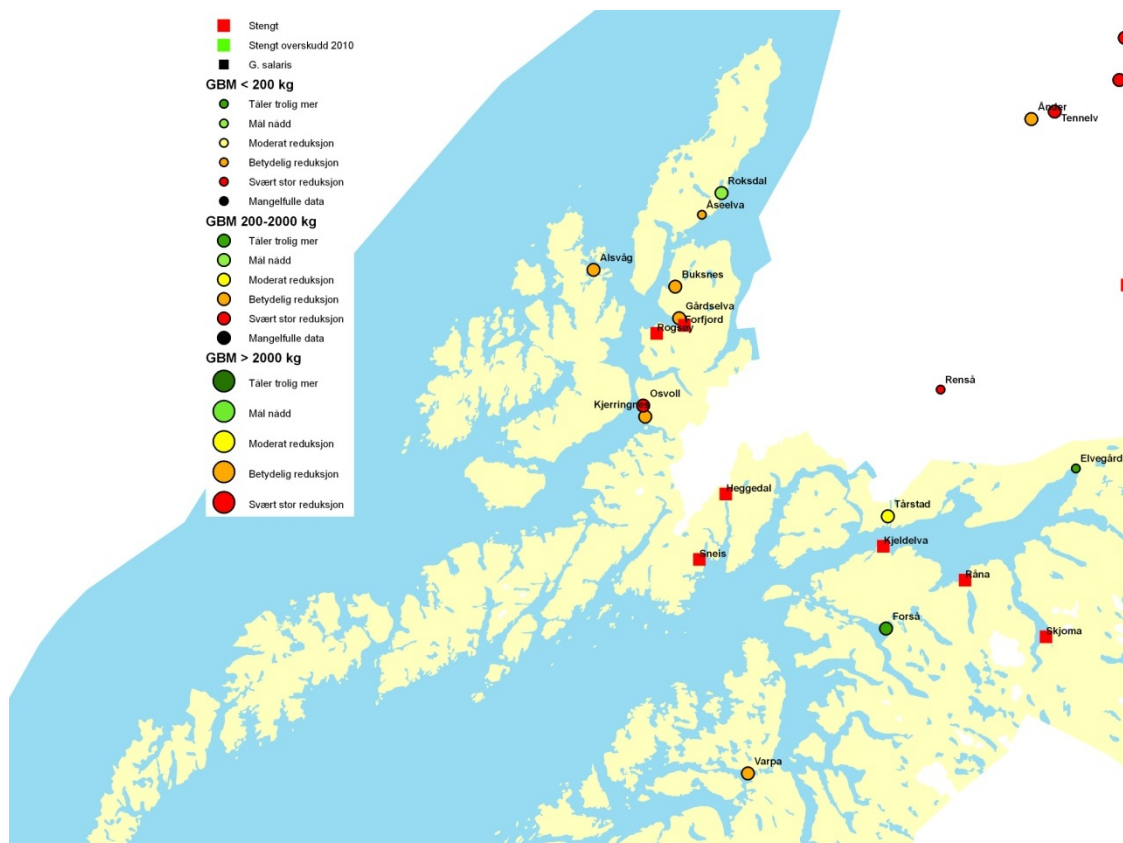 Stengt
Stengt overskudd 2010
G. salaris
GBM < 200 kg
Tåler trolig mer
Mål nådd
Moderat reduksjon
Betydelig reduksjon
Svært stor reduksjon
Mangelfulle data
GBM 200-2000 kg
Tåler trolig mer
Mål nådd
Moderat reduksjon
Betydelig reduksjon
Svært stor reduksjon
Mangelfulle data
GBM > 2000 kg
Tåler trolig mer
Mål nådd
Moderat reduksjon
Betydelig reduksjon
Svært stor reduksjon
Ånder
Tennelv
Roksdal
Åseelva
Alsvåg
Buksnes
Gårdselva
Forfjord
Rogsøy
Renså
Osvoll
Kjerringnes
Elvegård
Heggedal
Tårstad
Kjeldelva
Sneis
Råna
Forså
Skjoma
Varpa